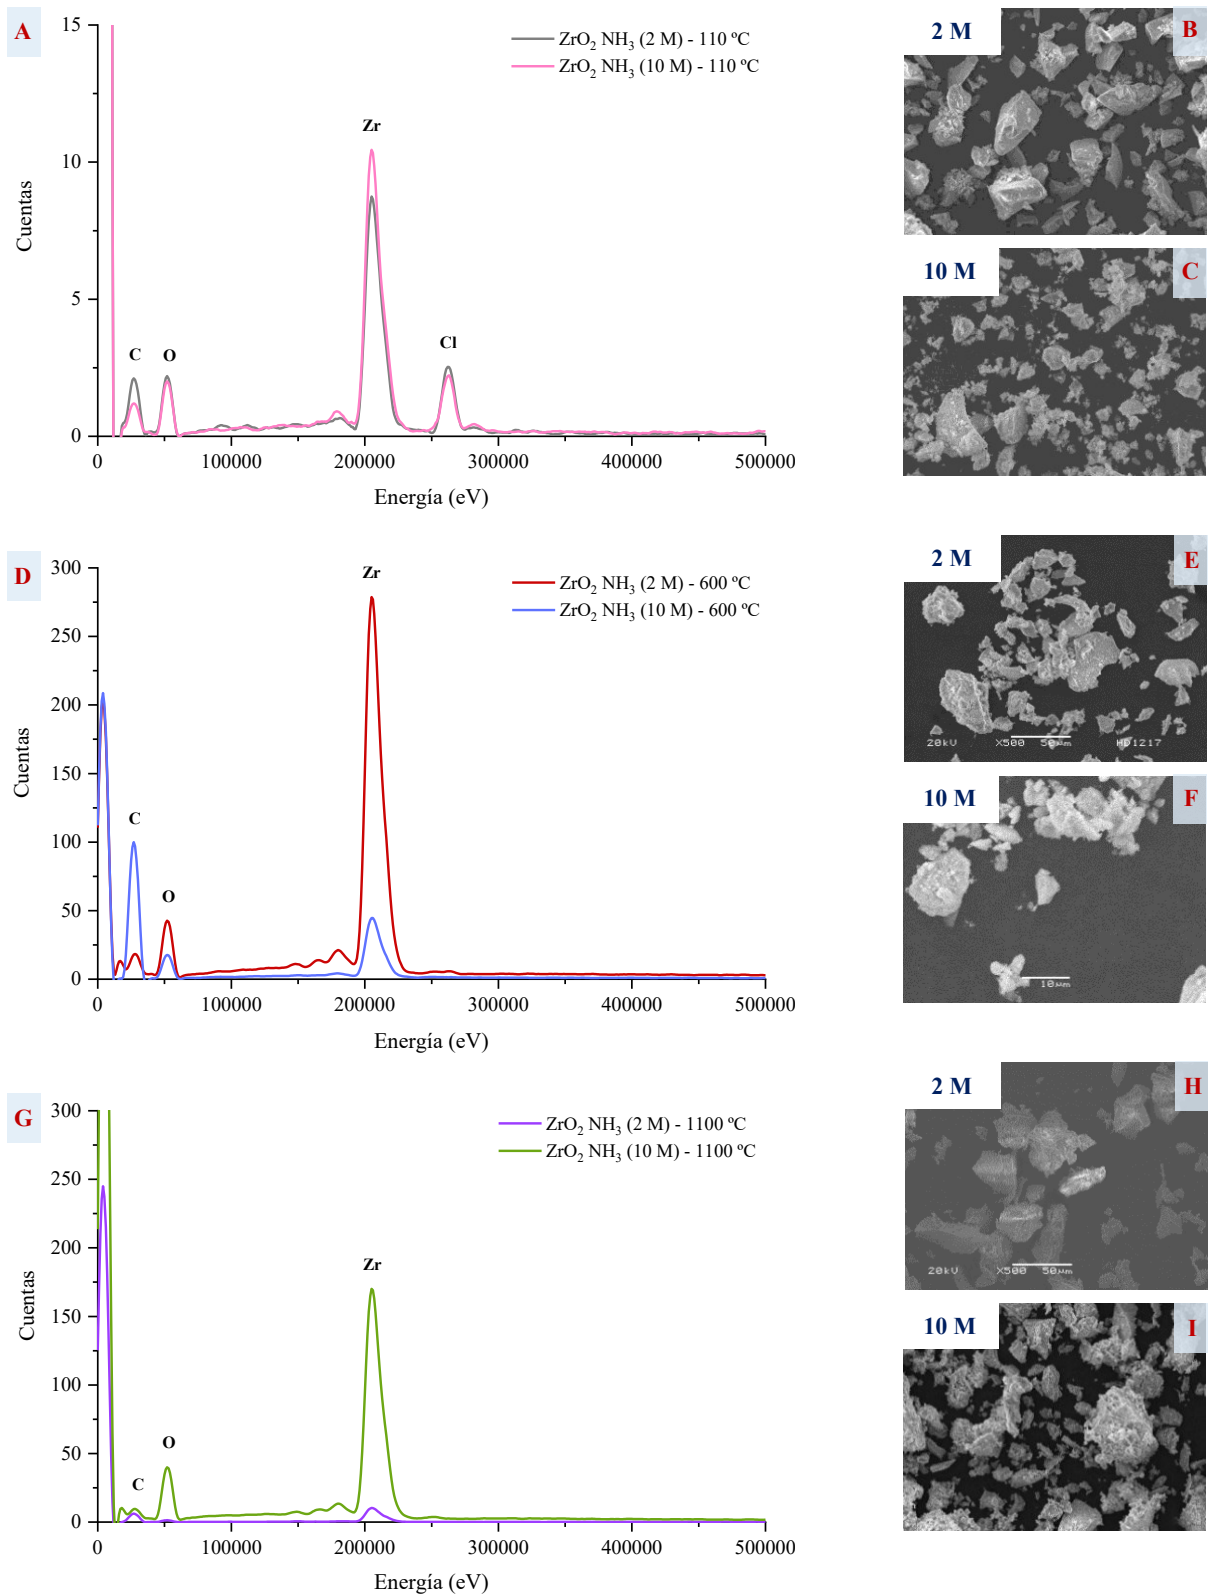 A
15
10
5
0
Cuentas
ZrO₂ NH₃ (2 M) - 110 ºC
ZrO₂ NH₃ (10 M) - 110 ºC
Zr
C
O
Cl
0 100000 200000 300000 400000 500000
Energía (eV)
2 M
B
10 M
C
D
300
250
200
150
100
50
0
Cuentas
ZrO₂ NH₃ (2 M) - 600 ºC
ZrO₂ NH₃ (10 M) - 600 ºC
Zr
C
O
0 100000 200000 300000 400000 500000
Energía (eV)
2 M
E
20kV X500 50µm HD1217
10 M
F
10µm
G
300
250
200
150
100
50
0
Cuentas
ZrO₂ NH₃ (2 M) - 1100 ºC
ZrO₂ NH₃ (10 M) - 1100 ºC
Zr
C
O
0 100000 200000 300000 400000 500000
Energía (eV)
2 M
H
20kV X500 50µm
10 M
I